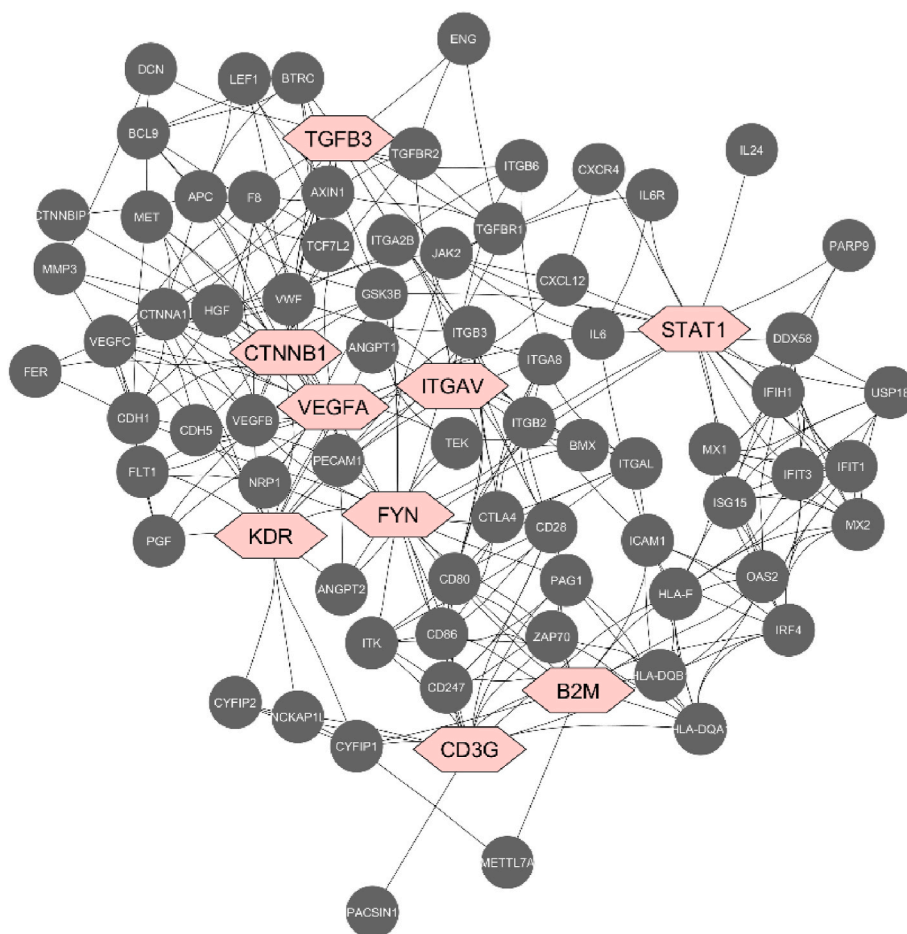 ENG
DCN
LEF1
BTRC
TGFB3
BCL9
TGFBR2
IL24
ITGB6
CXCR4
APC
F8
AXIN1
IL6R
CTNNBIP
MET
TGFBR1
TCF7L2
ITGA2B
JAK2
PARP9
MMP3
CXCL12
GSK3B
VWF
HGF
CTNNA1
STAT1
ITGB3
IL6
VEGFC
ANGPT1
DDX58
CTNNB1
ITGA8
FER
ITGAV
IFIH1
USP18
VEGFA
CDH1
VEGFB
ITGB2
CDH5
TEK
BMX
MX1
PECAM1
ITGAL
IFIT3
IFIT1
FLT1
NRP1
ISG15
FYN
CTLA4
MX2
CD28
KDR
PGF
ICAM1
OAS2
CD80
PAG1
ANGPT2
HLA-F
IRF4
CD86
ZAP70
ITK
HLA-DQB
CD247
B2M
CYFIP2
NCKAP1L
HLA-DQA
CYFIP1
CD3G
METTL7A
PACSIN1